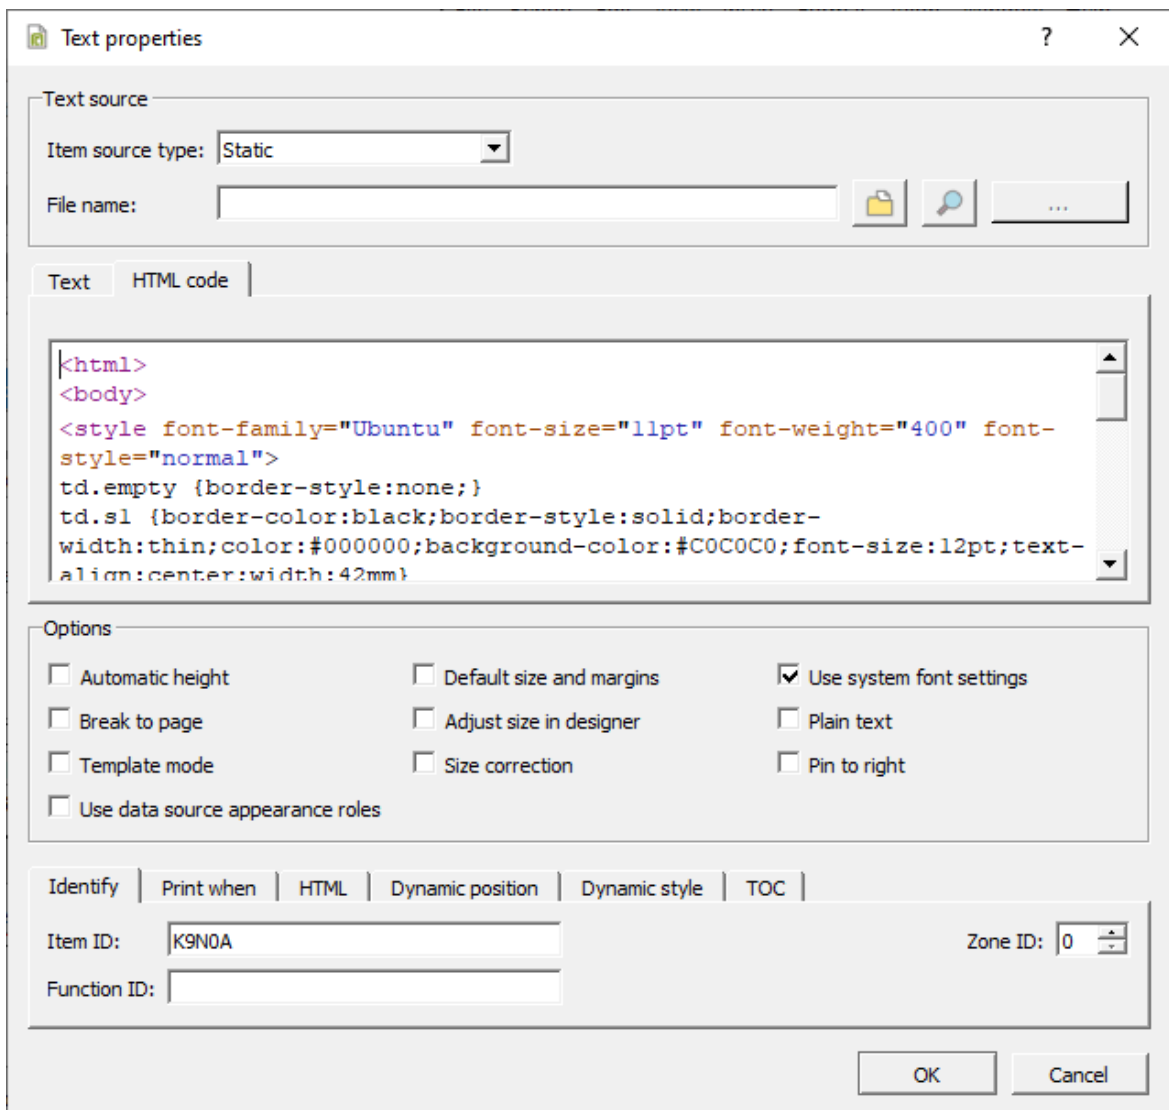 Text properties ?
Text source
Item source type: Static
File name: ...
Text HTML code
<html>
<body>
<style font-family="Ubuntu" font-size="11pt" font-weight="400" font-
style="normal">
td.empty {border-style:none;}
td.s1 {border-color:black;border-style:solid;border-
width:thin;color:#000000;background-color:#C0C0C0;font-size:12pt;text-
align:center;width:42mm}
Options
Automatic height Default size and margins Use system font settings
Break to page Adjust size in designer Plain text
Template mode Size correction Pin to right
Use data source appearance roles
Identify Print when HTML Dynamic position Dynamic style TOC
Item ID: K9N0A Zone ID: 0
Function ID:
OK Cancel